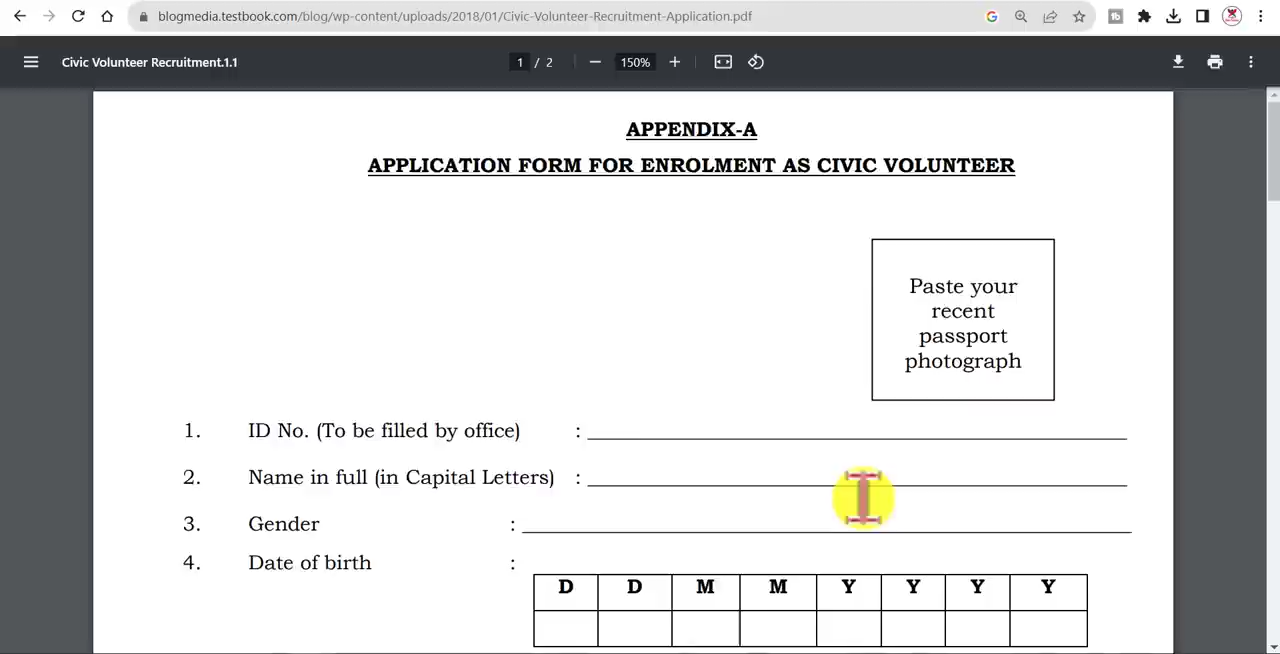 blogmedia.testbook.com/blog/wp-content/uploads/2018/01/Civic-Volunteer-Recruitment-Application.pdf
Civic Volunteer Recruitment.1.1
1 / 2
150%
APPENDIX-A
APPLICATION FORM FOR ENROLMENT AS CIVIC VOLUNTEER
Paste your
recent
passport
photograph
1. ID No. (To be filled by office) :
2. Name in full (in Capital Letters) :
3. Gender :
4. Date of birth :
D D M M Y Y Y Y